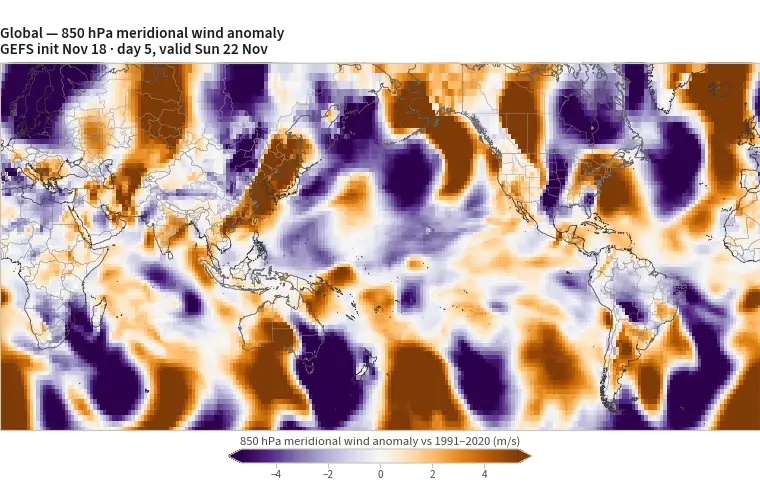 Global — 850 hPa meridional wind anomaly
GEFS init Nov 18 · day 5, valid Sun 22 Nov
850 hPa meridional wind anomaly vs 1991–2020 (m/s)
−4 −2 0 2 4